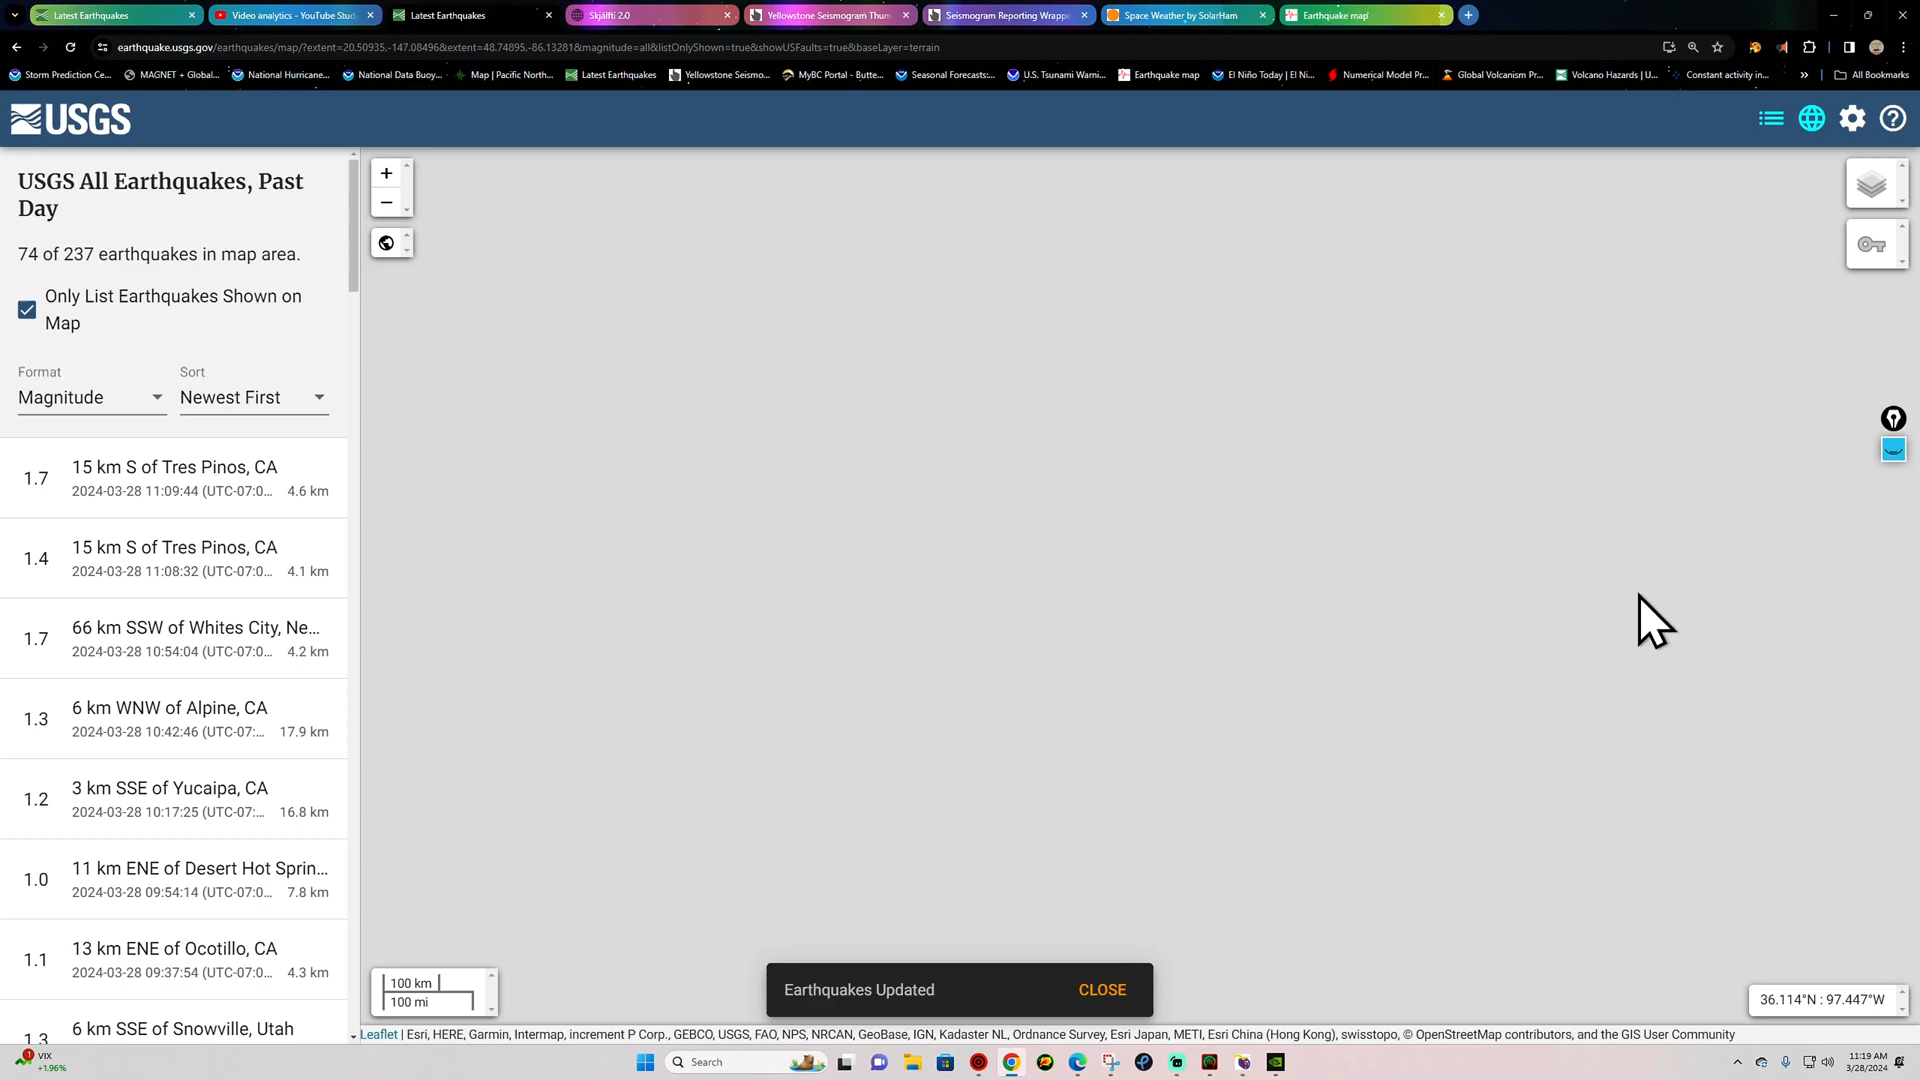 Latest Earthquakes
Video analytics - YouTube Stud
Latest Earthquakes
Skjálfti 2.0
Yellowstone Seismogram Thum
Seismogram Reporting Wrappe
Space Weather by SolarHam
Earthquake map
earthquake.usgs.gov/earthquakes/map/?extent=20.50935,-147.08496&extent=48.74895,-86.13281&magnitude=all&listOnlyShown=true&showUSFaults=true&baseLayer=terrain
Storm Prediction Ce...
MAGNET + Global...
National Hurricane...
National Data Buoy...
Map | Pacific North...
Latest Earthquakes
Yellowstone Seismo...
MyBC Portal - Butte...
Seasonal Forecasts:...
U.S. Tsunami Warni...
Earthquake map
El Niño Today | El Ni...
Numerical Model Pr...
Global Volcanism Pr...
Volcano Hazards | U...
Constant activity in...
All Bookmarks
USGS
USGS All Earthquakes, Past
Day
74 of 237 earthquakes in map area.
Only List Earthquakes Shown on
Map
Format
Sort
Magnitude
Newest First
1.7
15 km S of Tres Pinos, CA
2024-03-28 11:09:44 (UTC-07:0... 4.6 km
1.4
15 km S of Tres Pinos, CA
2024-03-28 11:08:32 (UTC-07:0... 4.1 km
1.7
66 km SSW of Whites City, Ne...
2024-03-28 10:54:04 (UTC-07:0... 4.2 km
1.3
6 km WNW of Alpine, CA
2024-03-28 10:42:46 (UTC-07:... 17.9 km
1.2
3 km SSE of Yucaipa, CA
2024-03-28 10:17:25 (UTC-07:... 16.8 km
1.0
11 km ENE of Desert Hot Sprin...
2024-03-28 09:54:14 (UTC-07:0... 7.8 km
1.1
13 km ENE of Ocotillo, CA
2024-03-28 09:37:54 (UTC-07:0... 4.3 km
1.3
6 km SSE of Snowville, Utah
+
−
100 km
100 mi
Earthquakes Updated
CLOSE
36.114°N : 97.447°W
Leaflet | Esri, HERE, Garmin, Intermap, increment P Corp., GEBCO, USGS, FAO, NPS, NRCAN, GeoBase, IGN, Kadaster NL, Ordnance Survey, Esri Japan, METI, Esri China (Hong Kong), swisstopo, © OpenStreetMap contributors, and the GIS User Community
1
VIX
+1.96%
Search
11:19 AM
3/28/2024